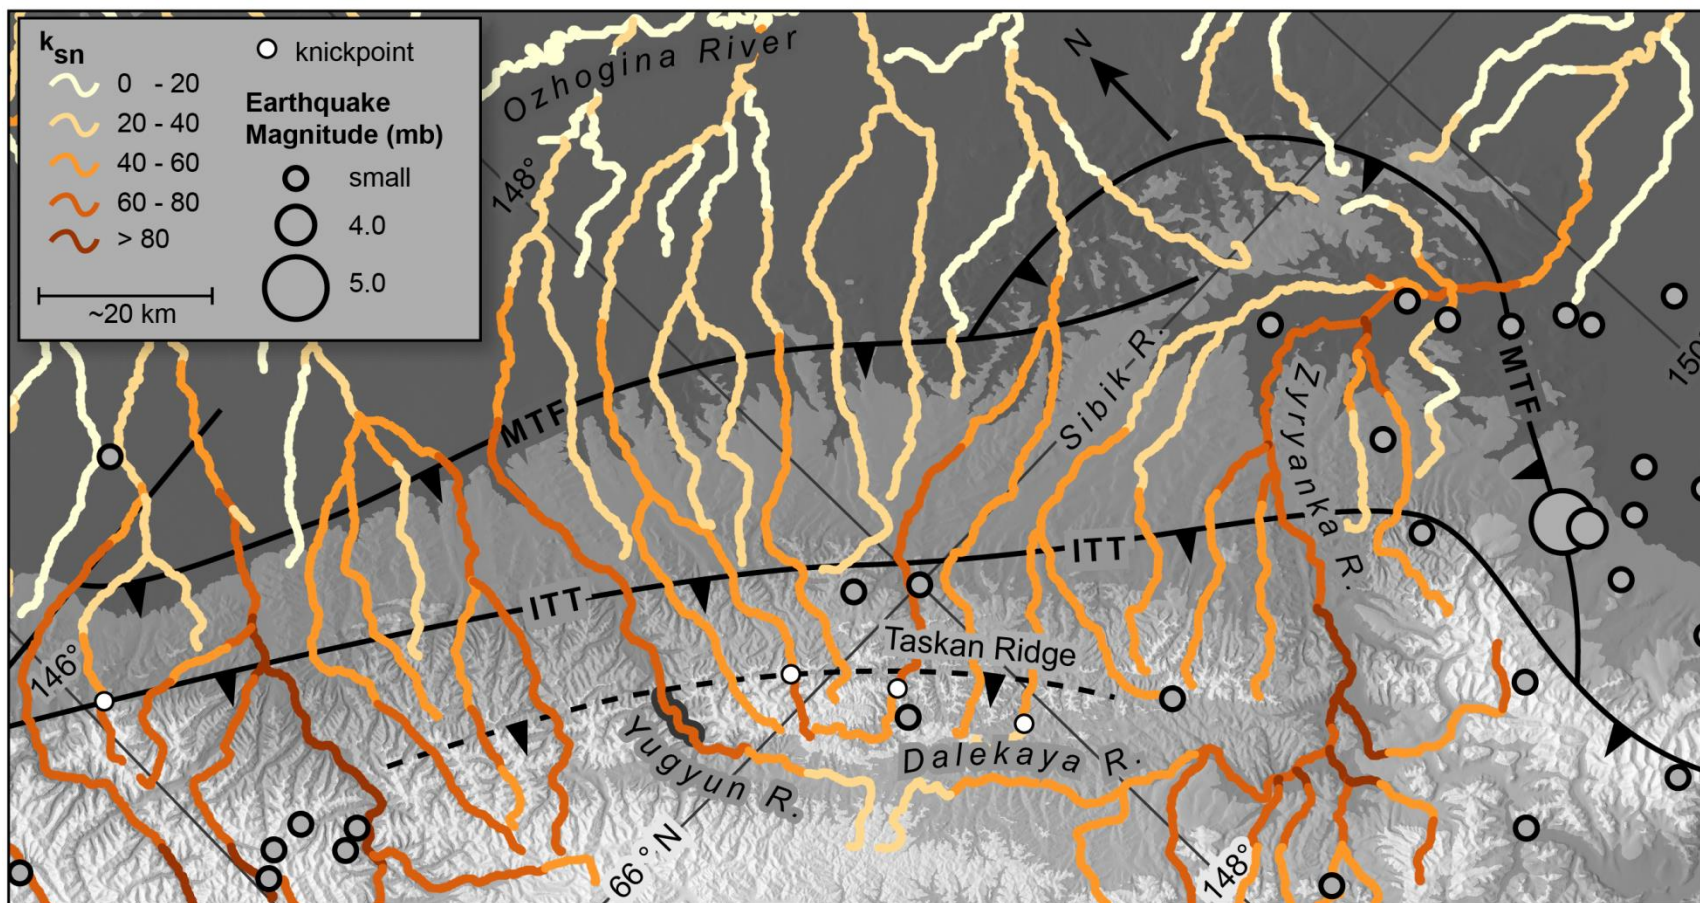 ksn
0 - 20
20 - 40
40 - 60
60 - 80
> 80
~20 km
knickpoint
Earthquake
Magnitude (mb)
small
4.0
5.0
Ozhogina River
N
148°
150
MTF
MTF
Sibik-R.
Zyryanka R.
ITT
ITT
Taskan Ridge
146°
Yugyun R.
Dalekaya R.
66° N
148°